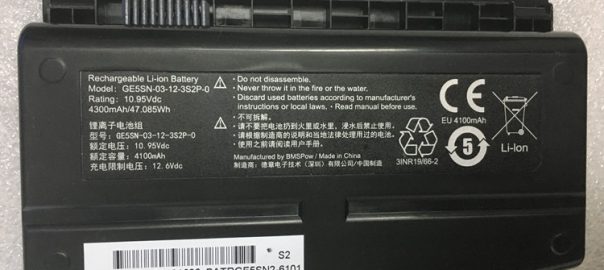 Rechargeable Li-ion Battery
Model: GE5SN-03-12-3S2P-0
Rating: 10.95Vdc
4300mAh/47.085Wh
锂离子电池组
型号: GE5SN-03-12-3S2P-0
额定电压: 10.95Vdc
额定容量: 4100mAh
充电限制电压: 12.6Vdc
• Do not disassemble.
• Never throw it in the fire or the water.
• Discard used batteries according to manufacturer's
instructions or local laws.
• Read manual before use.
• 不可拆解.
• 请不要把电池扔到火里或水里, 浸水后禁止使用.
• 请根据制造商的说明和当地法律处理用过的电池.
• 使用之前请阅读用户手册.
Manufactured by BMSPow / Made in China
制造商: 德意电子技术（深圳）有限公司/中国制造
CE
EU 4100mAh
3INR19/66-2
5
Li-Ion
S2